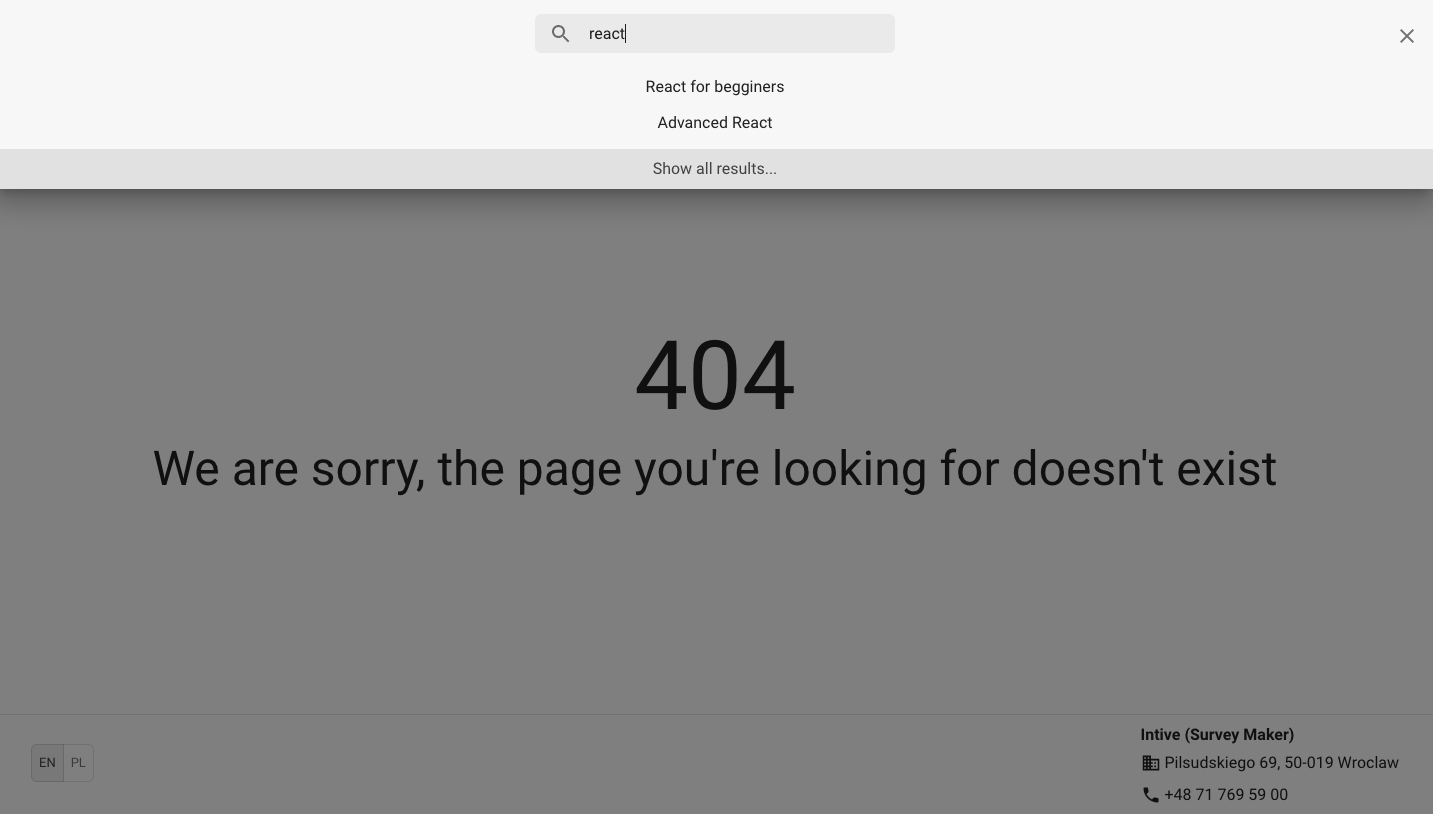 react
React for begginers
Advanced React
Show all results...
404
We are sorry, the page you're looking for doesn't exist
EN PL
Intive (Survey Maker)
Pilsudskiego 69, 50-019 Wroclaw
+48 71 769 59 00